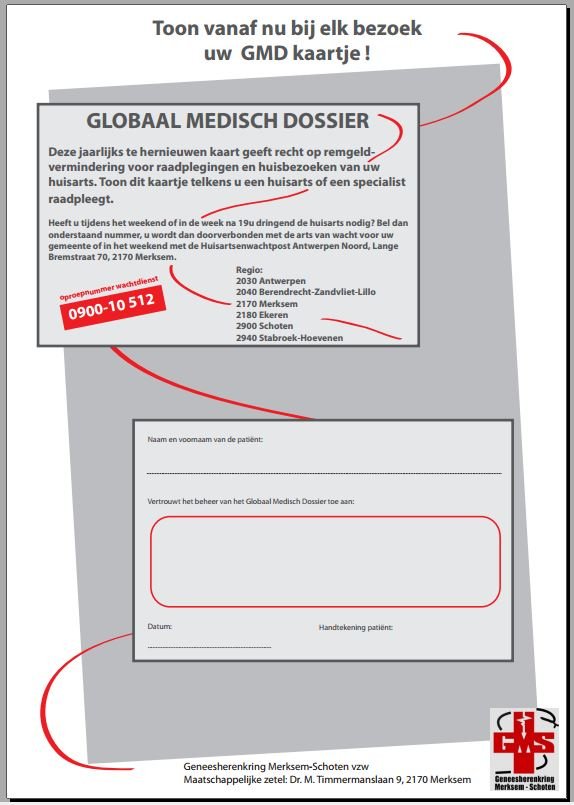 Toon vanaf nu bij elk bezoek
uw GMD kaartje !
GLOBAAL MEDISCH DOSSIER
Deze jaarlijks te hernieuwen kaart geeft recht op remgeld-
vermindering voor raadplegingen en huisbezoeken van uw
huisarts. Toon dit kaartje telkens u een huisarts of een specialist
raadpleegt.
Heeft u tijdens het weekend of in de week na 19u dringend de huisarts nodig? Bel dan
onderstaand nummer, u wordt dan doorverbonden met de arts van wacht voor uw
gemeente of in het weekend met de Huisartsenwachtpost Antwerpen Noord, Lange
Bremstraat 70, 2170 Merksem.
oproepnummer wachtdienst
0900-10 512
Regio:
2030 Antwerpen
2040 Berendrecht-Zandvliet-Lillo
2170 Merksem
2180 Ekeren
2900 Schoten
2940 Stabroek-Hoevenen
Naam en voornaam van de patiënt:
Vertrouwt het beheer van het Globaal Medisch Dossier toe aan:
Datum:
Handtekening patiënt:
Geneesherenkring Merksem-Schoten vzw
Maatschappelijke zetel: Dr. M. Timmermanslaan 9, 2170 Merksem
GMS
Geneesherenkring
Merksem - Schoten